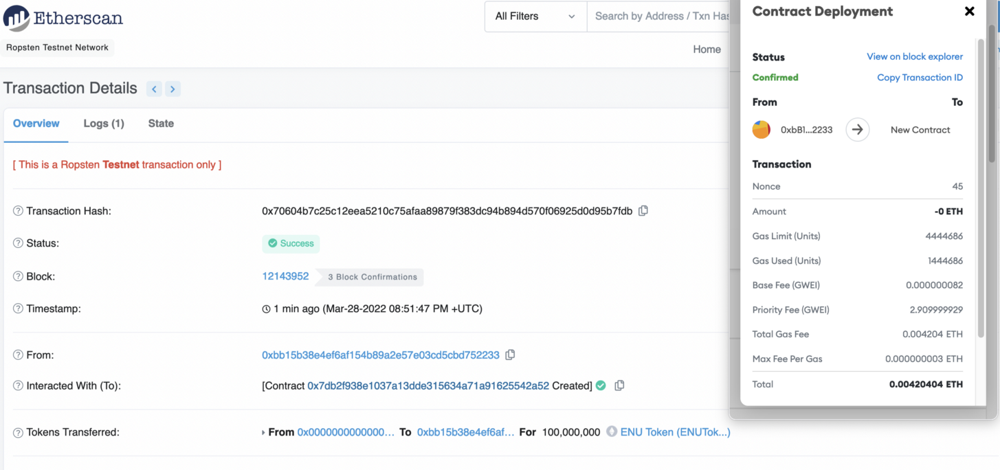 Etherscan
All Filters
Search by Address / Txn Has
Ropsten Testnet Network
Home
Transaction Details
Overview
Logs (1)
State
[ This is a Ropsten Testnet transaction only ]
Transaction Hash:
0x70604b7c25c12eea5210c75afaa89879f383dc94b894d570f06925d0d95b7fdb
Status:
Success
Block:
12143952
3 Block Confirmations
Timestamp:
1 min ago (Mar-28-2022 08:51:47 PM +UTC)
From:
0xbb15b38e4ef6af154b89a2e57e03cd5cbd752233
Interacted With (To):
[Contract 0x7db2f938e1037a13dde315634a71a91625542a52 Created]
Tokens Transferred:
From 0x0000000000000... To 0xbb15b38e4ef6af... For 100,000,000 ENU Token (ENUTok...)
Contract Deployment
Status
View on block explorer
Confirmed
Copy Transaction ID
From
To
0xbB1...2233
New Contract
Transaction
Nonce
45
Amount
-0 ETH
Gas Limit (Units)
4444686
Gas Used (Units)
1444686
Base Fee (GWEI)
0.000000082
Priority Fee (GWEI)
2.909999929
Total Gas Fee
0.004204 ETH
Max Fee Per Gas
0.000000003 ETH
Total
0.00420404 ETH